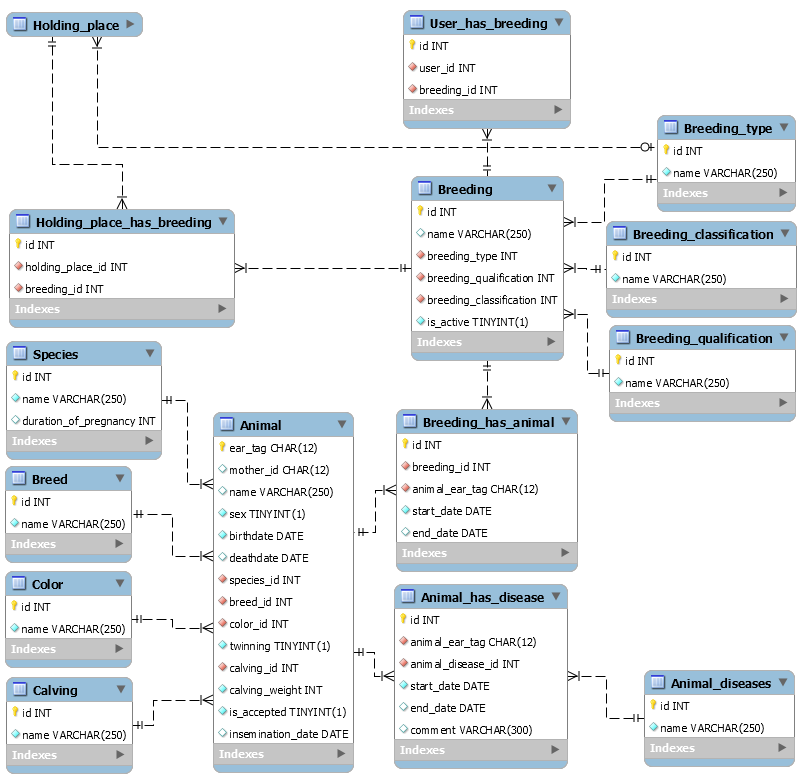 Holding_place
User_has_breeding
id INT
user_id INT
breeding_id INT
Indexes
Breeding_type
id INT
name VARCHAR(250)
Indexes
Breeding
id INT
name VARCHAR(250)
breeding_type INT
breeding_qualification INT
breeding_classification INT
is_active TINYINT(1)
Indexes
Holding_place_has_breeding
id INT
holding_place_id INT
breeding_id INT
Indexes
Breeding_classification
id INT
name VARCHAR(250)
Indexes
Breeding_qualification
id INT
name VARCHAR(250)
Indexes
Species
id INT
name VARCHAR(250)
duration_of_pregnancy INT
Indexes
Breed
id INT
name VARCHAR(250)
Indexes
Color
id INT
name VARCHAR(250)
Indexes
Calving
id INT
name VARCHAR(250)
Indexes
Animal
ear_tag CHAR(12)
mother_id CHAR(12)
name VARCHAR(250)
sex TINYINT(1)
birthdate DATE
deathdate DATE
species_id INT
breed_id INT
color_id INT
twinning TINYINT(1)
calving_id INT
calving_weight INT
is_accepted TINYINT(1)
insemination_date DATE
Indexes
Breeding_has_animal
id INT
breeding_id INT
animal_ear_tag CHAR(12)
start_date DATE
end_date DATE
Indexes
Animal_has_disease
id INT
animal_ear_tag CHAR(12)
animal_disease_id INT
start_date DATE
end_date DATE
comment VARCHAR(300)
Indexes
Animal_diseases
id INT
name VARCHAR(250)
Indexes